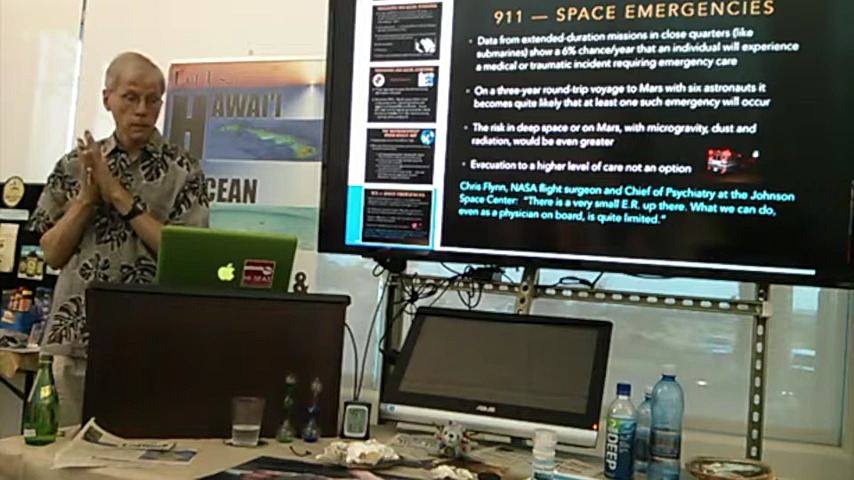 911 — SPACE EMERGENCIES
Data from extended-duration missions in close quarters (like
submarines) show a 6% chance/year that an individual will experience
a medical or traumatic incident requiring emergency care
On a three-year round-trip voyage to Mars with six astronauts it
becomes quite likely that at least one such emergency will occur
The risk in deep space or on Mars, with microgravity, dust and
radiation, would be even greater
Evacuation to a higher level of care not an option
Chris Flynn, NASA flight surgeon and Chief of Psychiatry at the Johnson
Space Center: "There is a very small E.R. up there. What we can do,
even as a physician on board, is quite limited."
HAWAI'I
OCEAN
&
HI-SEAS
ASUS
DEEP